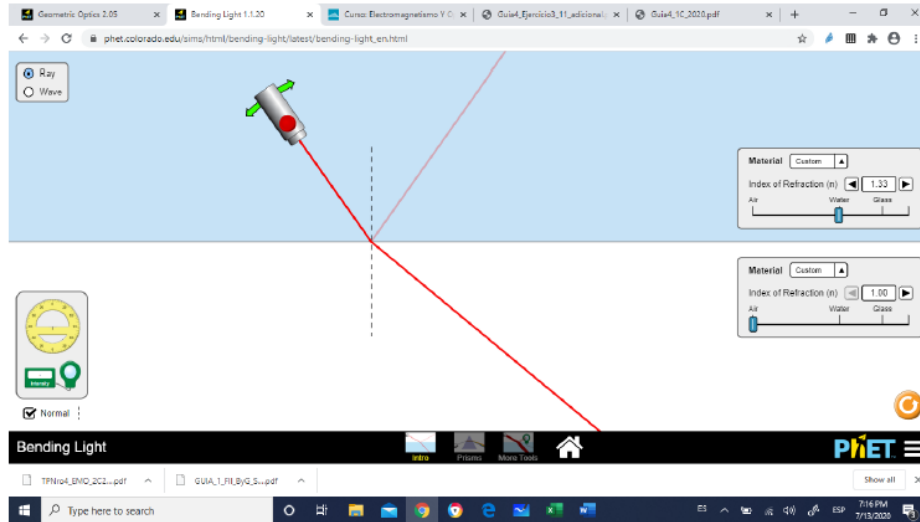 Geometric Optics 2.05
Bending Light 1.1.20
Curso: Electromagnetismo Y O
Guia4_Ejercicio3_11_adicional.
Guia4_1C_2020.pdf
phet.colorado.edu/sims/html/bending-light/latest/bending-light_en.html
Ray
Wave
Material Custom
Index of Refraction (n) 1.33
Air Water Glass
Material Custom
Index of Refraction (n) 1.00
Air Water Glass
Intensity
Normal
Bending Light
Intro
Prisms
More Tools
PhET
TPNro4_EMO_2C2....pdf
GUIA_1_FII_ByG_S....pdf
Show all
Type here to search
ES
ESP
7:16 PM
7/13/2020